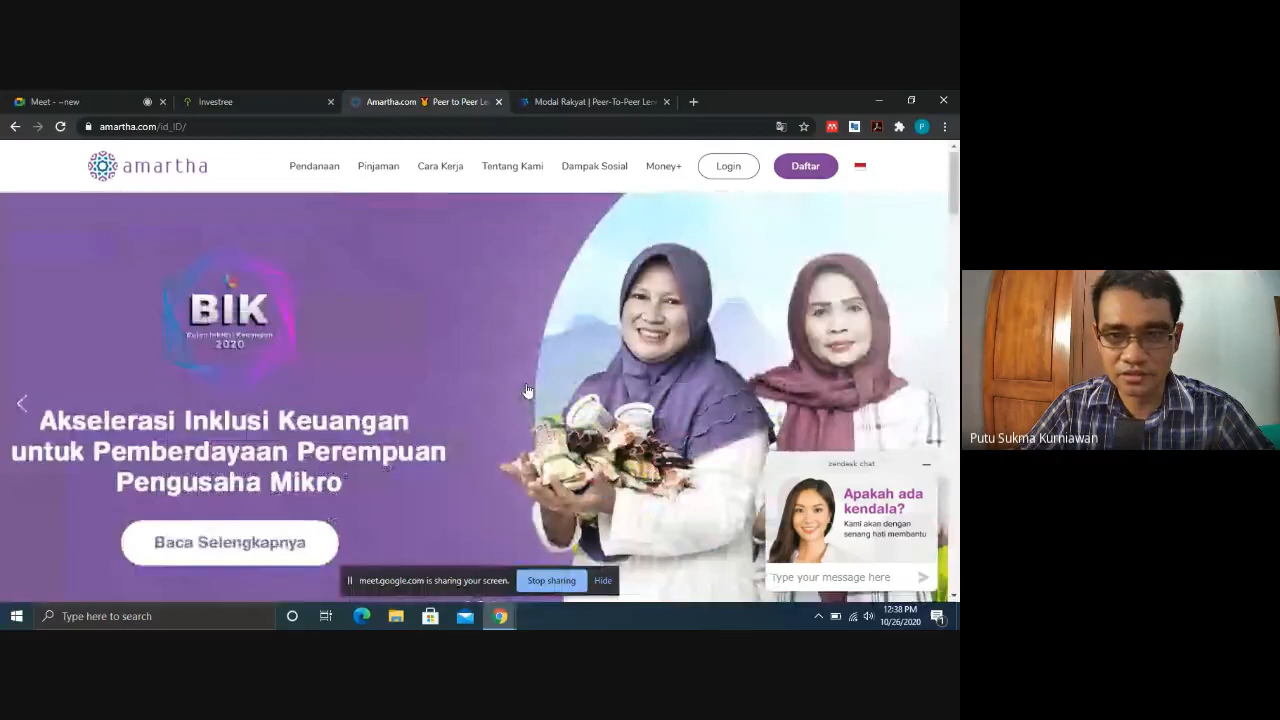 Meet - ~new
Investree
Amartha.com 🏅 Peer to Peer Le
Modal Rakyat | Peer-To-Peer Len
amartha.com/id_ID/
P
amartha
Pendanaan
Pinjaman
Cara Kerja
Tentang Kami
Dampak Sosial
Money+
Login
Daftar
BIK
Bulan Inklusi Keuangan
2020
Akselerasi Inklusi Keuangan
untuk Pemberdayaan Perempuan
Pengusaha Mikro
Baca Selengkapnya
zendesk chat
Apakah ada
kendala?
Kami akan dengan
senang hati membantu
Type your message here
meet.google.com is sharing your screen.
Stop sharing
Hide
Type here to search
12:38 PM
10/26/2020
1
Putu Sukma Kurniawan